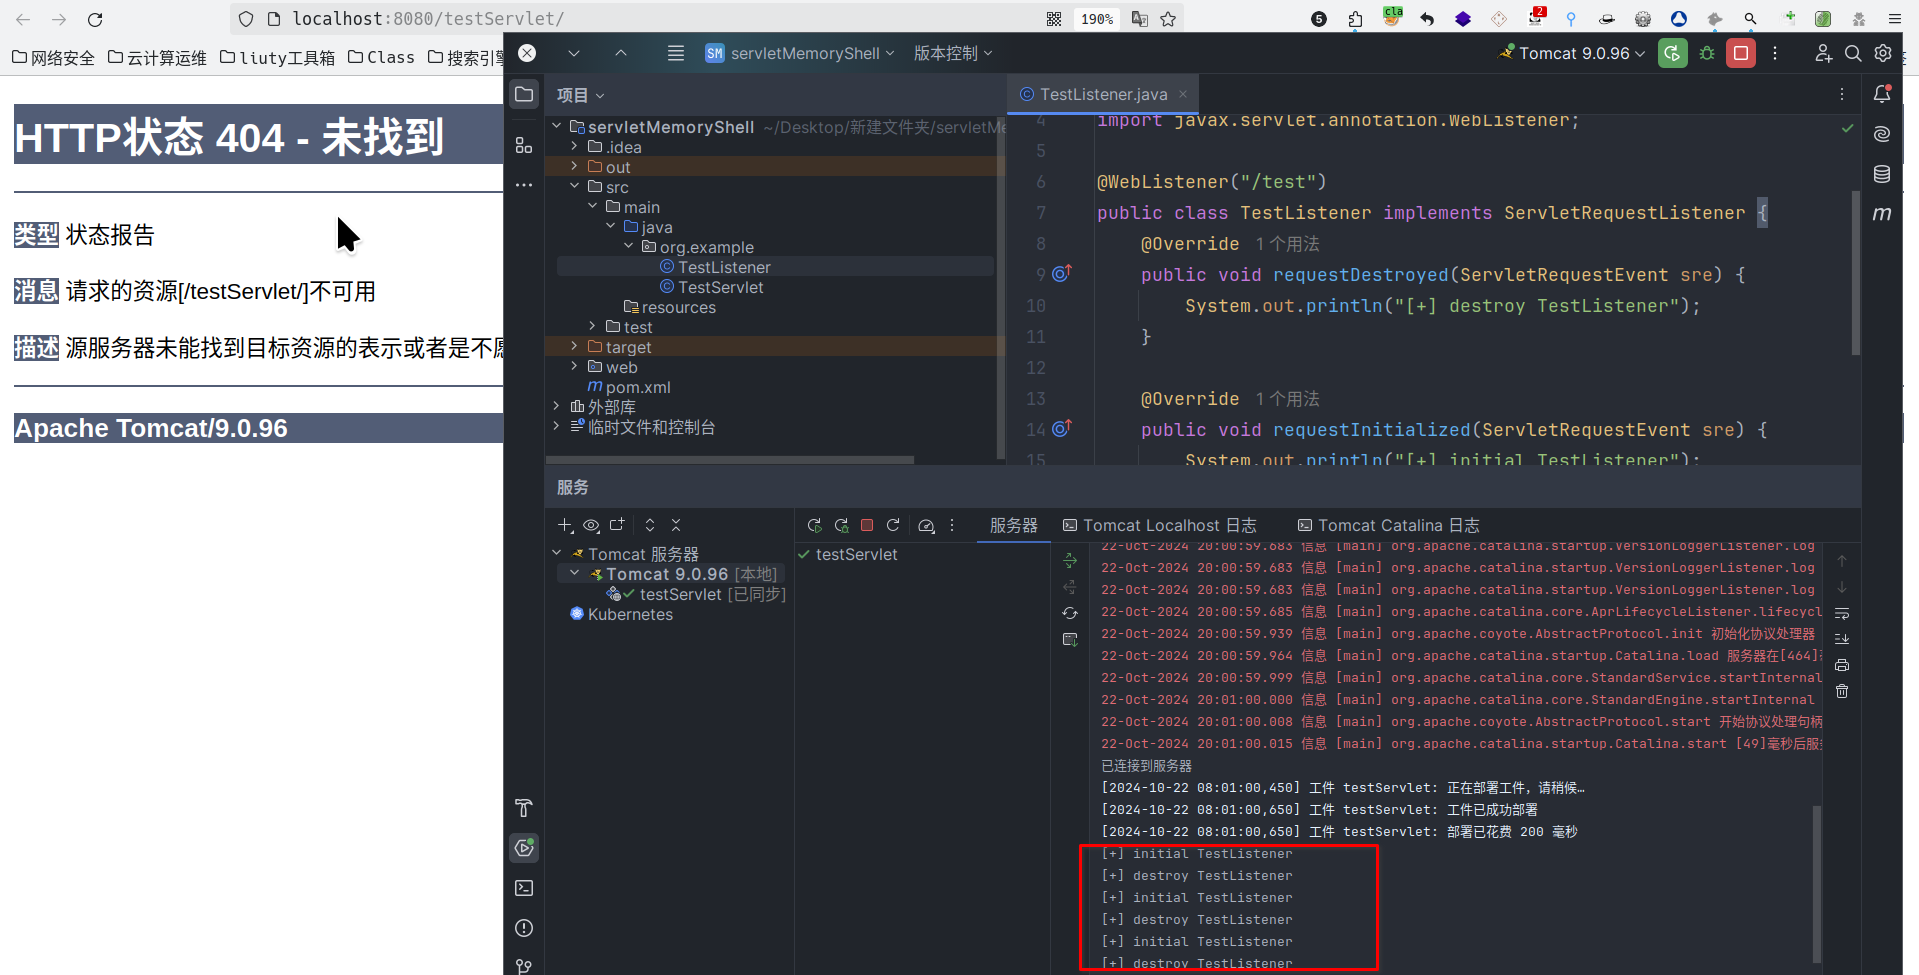 localhost:8080/testServlet/
190%
5
cla
2
网络安全
云计算运维
liuty工具箱
Class
搜索引擎
HTTP状态 404 - 未找到
类型 状态报告
消息 请求的资源[/testServlet/]不可用
描述 源服务器未能找到目标资源的表示或者是不愿
Apache Tomcat/9.0.96
SM servletMemoryShell
版本控制
Tomcat 9.0.96
项目
servletMemoryShell ~/Desktop/新建文件夹/servletMe
.idea
out
src
main
java
org.example
TestListener
TestServlet
resources
test
target
web
m pom.xml
外部库
临时文件和控制台
TestListener.java
4 import javax.servlet.annotation.WebListener;
5
6 @WebListener("/test")
7 public class TestListener implements ServletRequestListener {
8 @Override 1个用法
9 public void requestDestroyed(ServletRequestEvent sre) {
10 System.out.println("[+] destroy TestListener");
11 }
12
13 @Override 1个用法
14 public void requestInitialized(ServletRequestEvent sre) {
15 System.out.println("[+] initial TestListener");
m
服务
Tomcat 服务器
Tomcat 9.0.96 [本地]
testServlet [已同步]
Kubernetes
服务器
Tomcat Localhost 日志
Tomcat Catalina 日志
testServlet
22-Oct-2024 20:00:59.683 信息 [main] org.apache.catalina.startup.VersionLoggerListener.log
22-Oct-2024 20:00:59.683 信息 [main] org.apache.catalina.startup.VersionLoggerListener.log
22-Oct-2024 20:00:59.683 信息 [main] org.apache.catalina.startup.VersionLoggerListener.log
22-Oct-2024 20:00:59.685 信息 [main] org.apache.catalina.core.AprLifecycleListener.lifecycl
22-Oct-2024 20:00:59.939 信息 [main] org.apache.coyote.AbstractProtocol.init 初始化协议处理器
22-Oct-2024 20:00:59.964 信息 [main] org.apache.catalina.startup.Catalina.load 服务器在[464]
22-Oct-2024 20:00:59.999 信息 [main] org.apache.catalina.core.StandardService.startInternal
22-Oct-2024 20:01:00.000 信息 [main] org.apache.catalina.core.StandardEngine.startInternal
22-Oct-2024 20:01:00.008 信息 [main] org.apache.coyote.AbstractProtocol.start 开始协议处理句柄
22-Oct-2024 20:01:00.015 信息 [main] org.apache.catalina.startup.Catalina.start [49]毫秒后服
已连接到服务器
[2024-10-22 08:01:00,450] 工件 testServlet: 正在部署工件，请稍候…
[2024-10-22 08:01:00,650] 工件 testServlet: 工件已成功部署
[2024-10-22 08:01:00,650] 工件 testServlet: 部署已花费 200 毫秒
[+] initial TestListener
[+] destroy TestListener
[+] initial TestListener
[+] destroy TestListener
[+] initial TestListener
[+] destroy TestListener